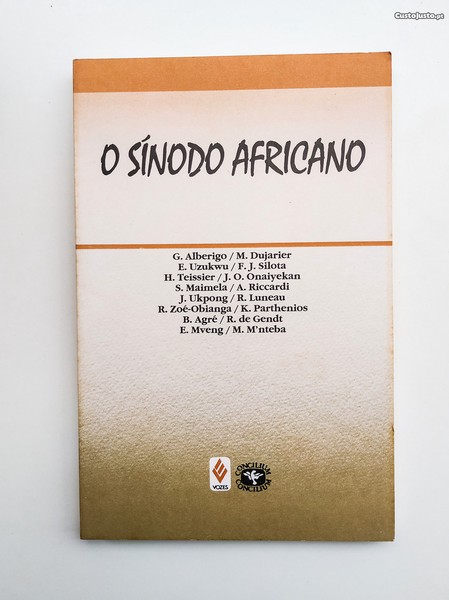 CustoJusto.pt
O SÍNODO AFRICANO
G. Alberigo / M. Dujarier
E. Uzukwu / F. J. Silota
H. Teissier / J. O. Onaiyekan
S. Maimela / A. Riccardi
J. Ukpong / R. Luneau
R. Zoé-Obianga / K. Parthenios
B. Agré / R. de Gendt
E. Mveng / M. M'nteba
VOZES
CONCILIUM
CONCILIUM